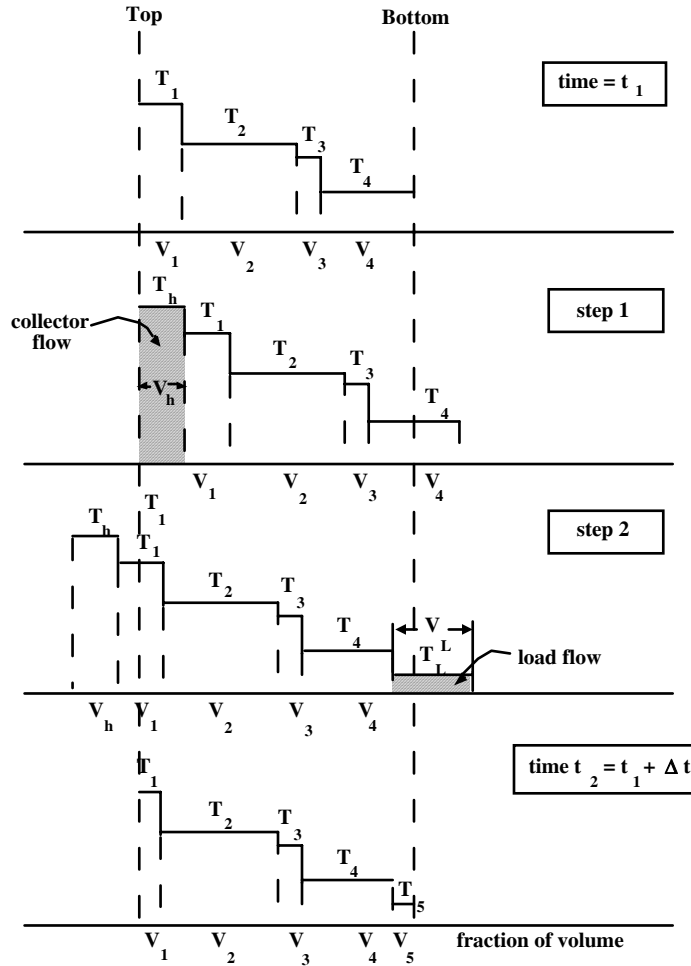 Top Bottom
T1
T2
T3
T4
time = t1
V1 V2 V3 V4
Th
T1
T2
T3
T4
collector flow
Vh
step 1
V1 V2 V3 V4
T1
Th
T1
T2
T3
T4
VL
TL
load flow
step 2
Vh V1 V2 V3 V4
time t2 = t1 + Δ t
T1
T2
T3
T4
T5
V1 V2 V3 V4 V5
fraction of volume